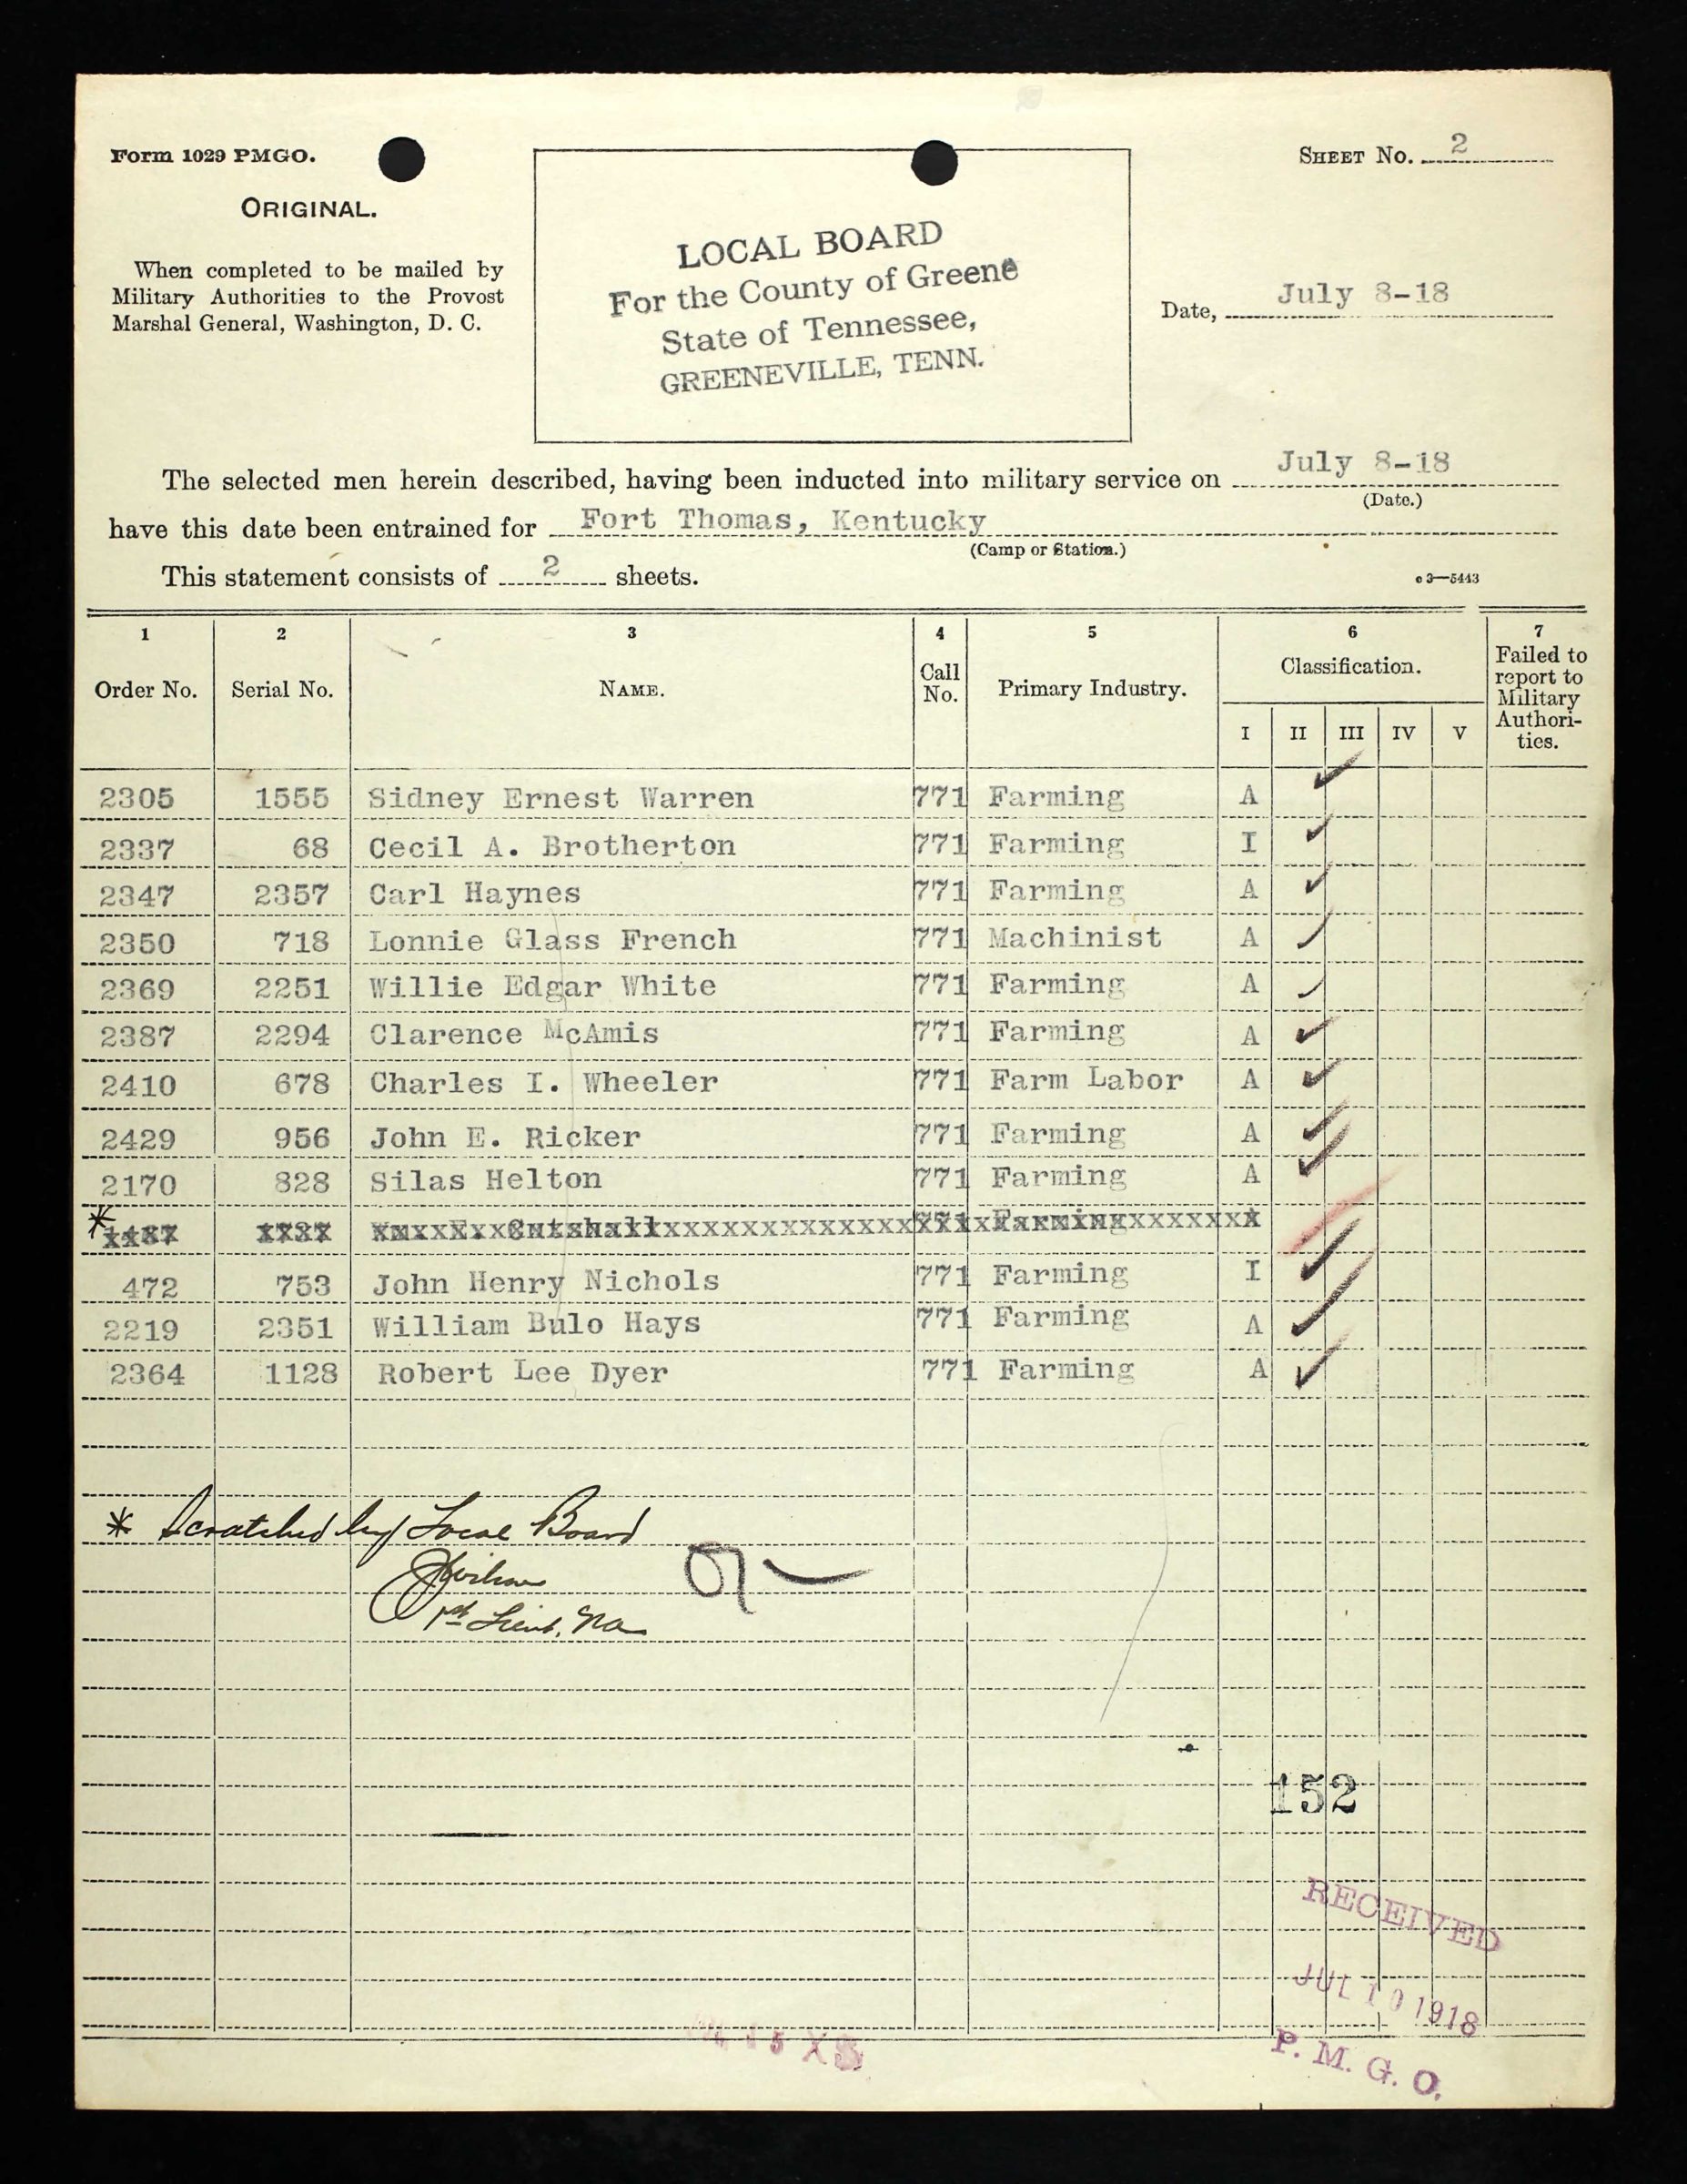 Form 1029 PMGO.
SHEET No. 2
ORIGINAL.
When completed to be mailed by
Military Authorities to the Provost
Marshal General, Washington, D. C.
LOCAL BOARD
For the County of Greene
State of Tennessee,
GREENEVILLE, TENN.
Date, July 8-18
The selected men herein described, having been inducted into military service on July 8-18
(Date.)
have this date been entrained for Fort Thomas, Kentucky
(Camp or Station.)
This statement consists of 2 sheets.
c3—5443
1 2 3 4 5 6 7
Order No. Serial No. NAME. Call No. Primary Industry. Classification. Failed to report to Military Authori- ties.
I II III IV V
2305 1555 Sidney Ernest Warren 771 Farming A
2337 68 Cecil A. Brotherton 771 Farming I
2347 2357 Carl Haynes 771 Farming A
2350 718 Lonnie Glass French 771 Machinist A
2369 2251 Willie Edgar White 771 Farming A
2387 2294 Clarence McAmis 771 Farming A
2410 678 Charles I. Wheeler 771 Farm Labor A
2429 956 John E. Ricker 771 Farming A
2170 828 Silas Helton 771 Farming A
* Cutshall 771 Farming
472 753 John Henry Nichols 771 Farming I
2219 2351 William Bulo Hays 771 Farming A
2364 1128 Robert Lee Dyer 771 Farming A
* Scratched by Local Board
1st Lieut.
152
RECEIVED
JUL 10 1918
P. M. G. O.